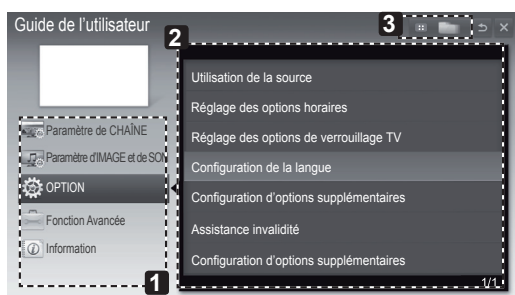 Guide de l'utilisateur
3
2
Utilisation de la source
Réglage des options horaires
Réglage des options de verrouillage TV
Configuration de la langue
Configuration d'options supplémentaires
Assistance invalidité
Configuration d'options supplémentaires
1/1
Paramètre de CHAÎNE
Paramètre d'IMAGE et de SON
OPTION
Fonction Avancée
Information
1